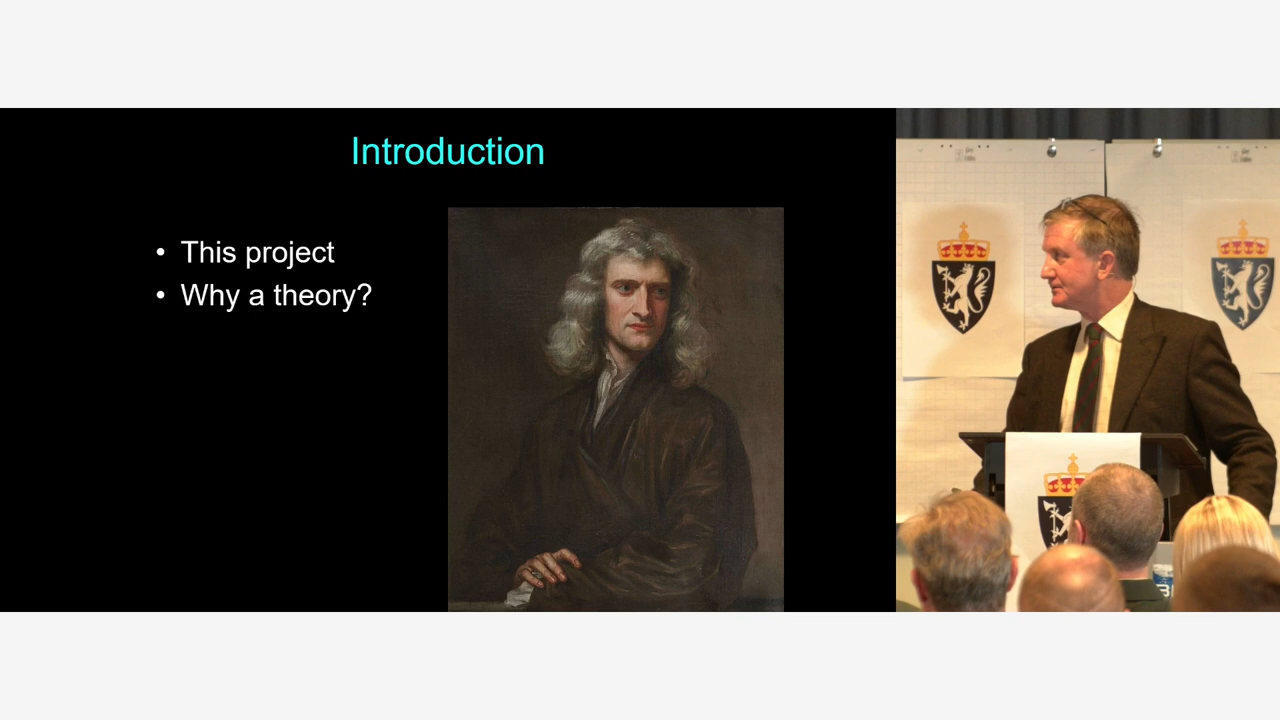 Introduction
• This project
• Why a theory?